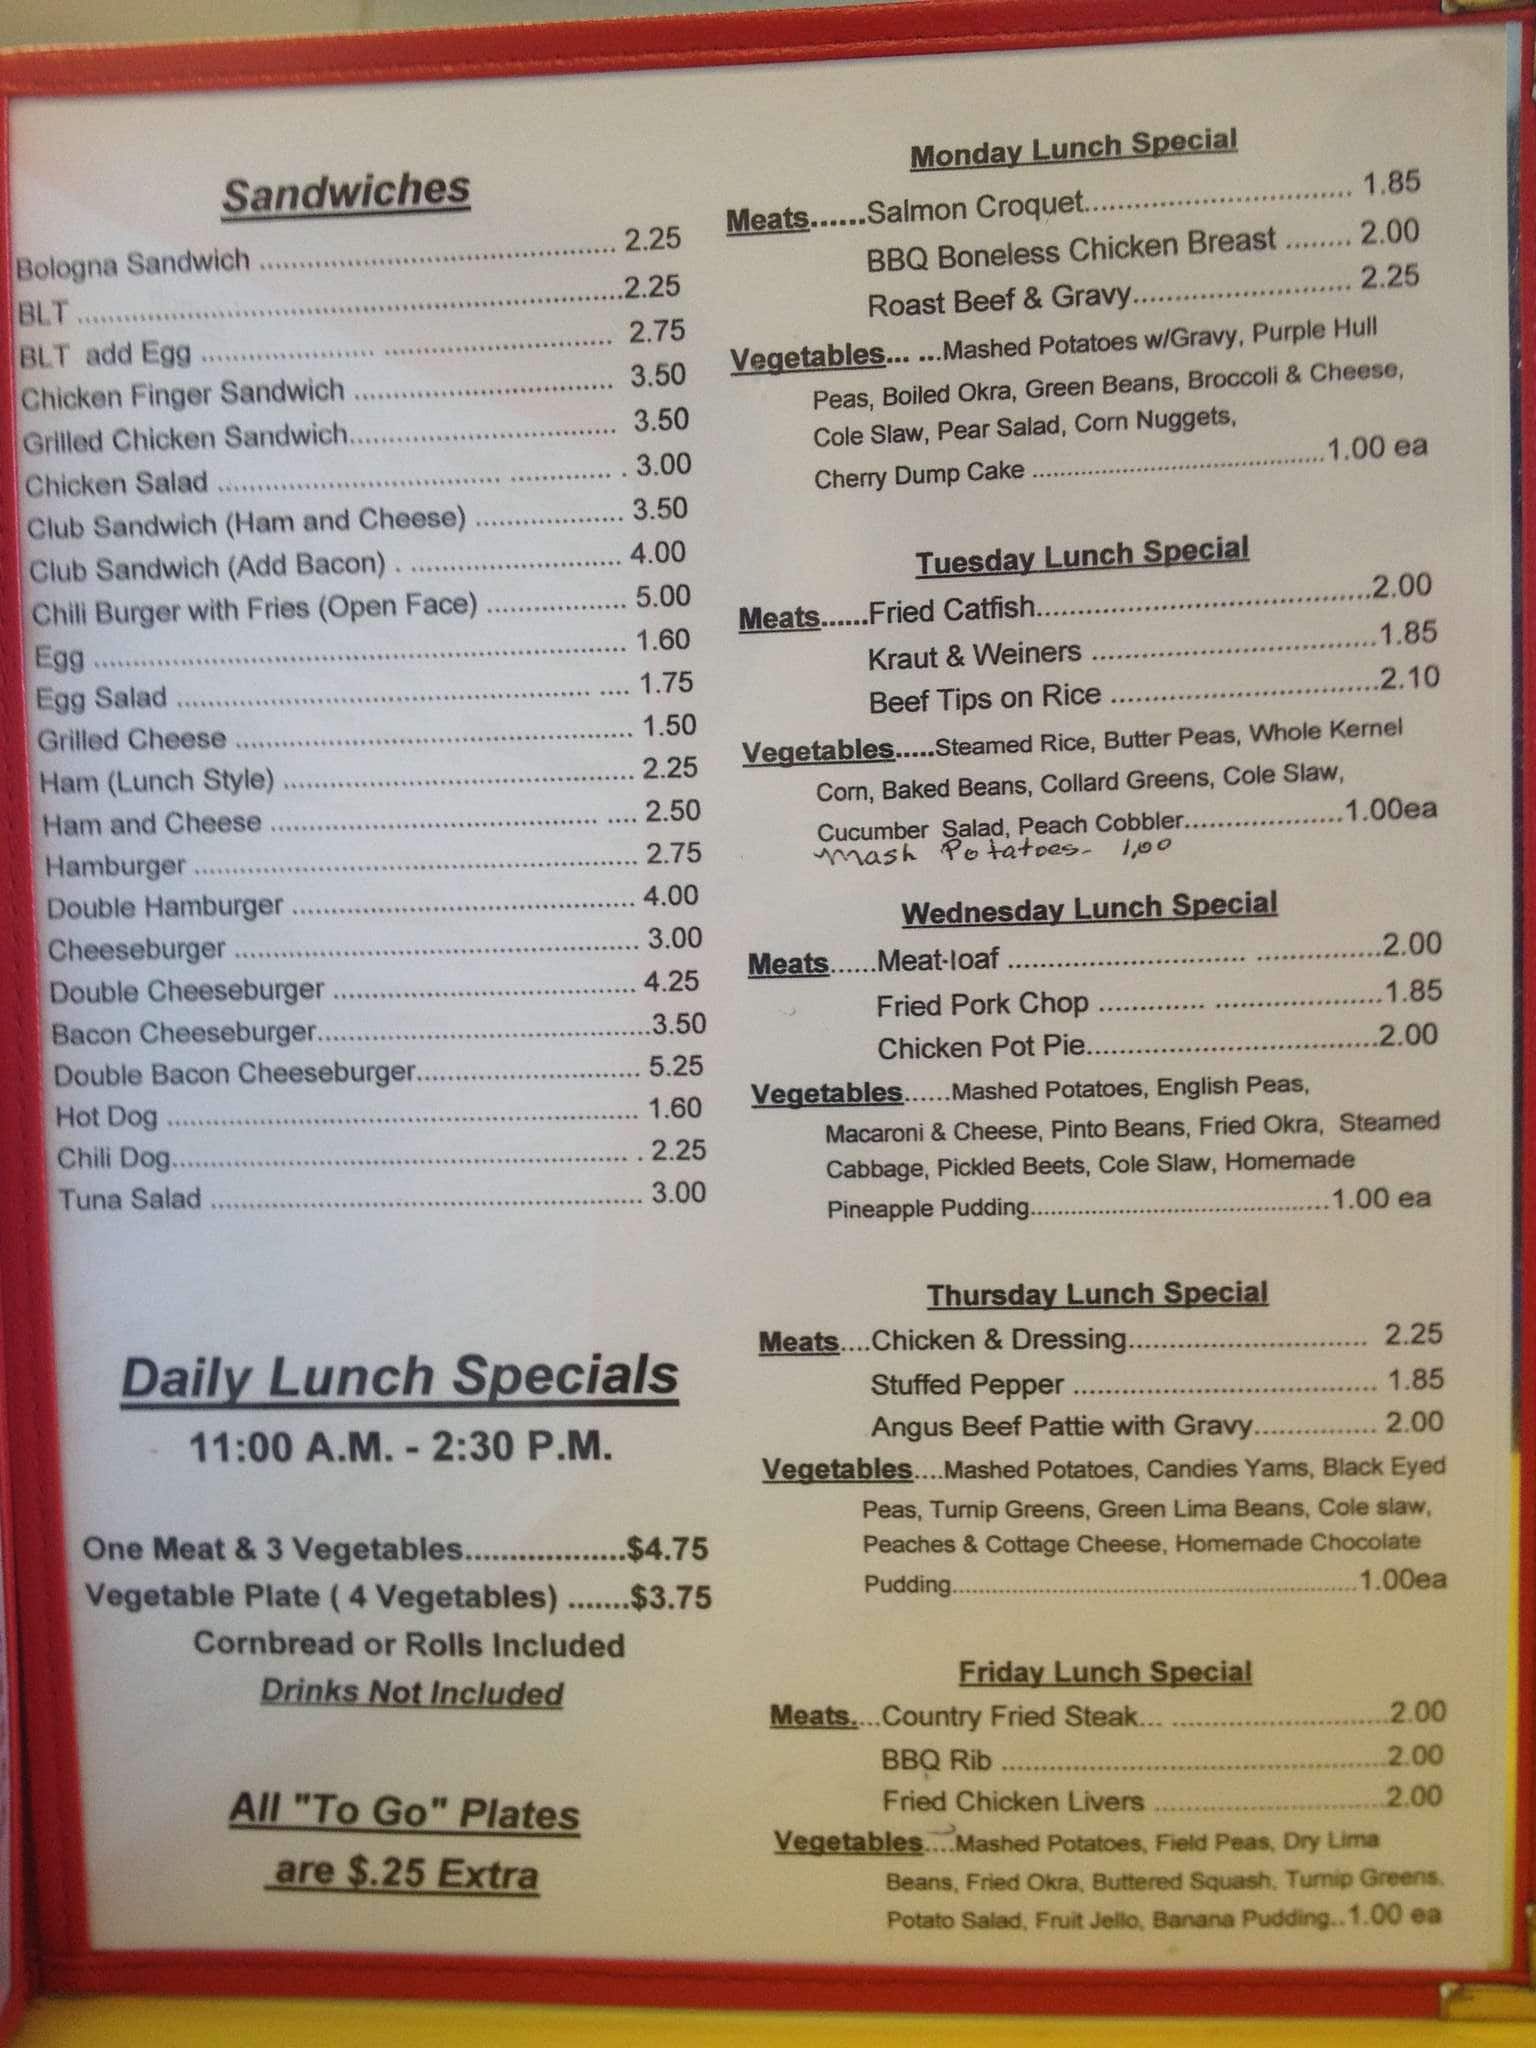 Sandwiches
Bologna Sandwich ............................................. 2.25
BLT .....................................................................2.25
BLT add Egg ...................... ............................. 2.75
Chicken Finger Sandwich ................................. 3.50
Grilled Chicken Sandwich.................................. 3.50
Chicken Salad ..................................... ............. . 3.00
Club Sandwich (Ham and Cheese) ................... 3.50
Club Sandwich (Add Bacon) . ........................... 4.00
Chili Burger with Fries (Open Face) .................. 5.00
Egg .................................................................... 1.60
Egg Salad ..................................................... .... 1.75
Grilled Cheese ................................................... 1.50
Ham (Lunch Style) ............................................. 2.25
Ham and Cheese .......................................... .... 2.50
Hamburger ......................................................... 2.75
Double Hamburger ............................................ 4.00
Cheeseburger .................................................... 3.00
Double Cheeseburger ....................................... 4.25
Bacon Cheeseburger...........................................3.50
Double Bacon Cheeseburger............................. 5.25
Hot Dog ............................................................. 1.60
Chili Dog........................................................... . 2.25
Tuna Salad ....................................................... 3.00
Daily Lunch Specials
11:00 A.M. - 2:30 P.M.
One Meat & 3 Vegetables..................$4.75
Vegetable Plate ( 4 Vegetables) .......$3.75
Cornbread or Rolls Included
Drinks Not Included
All "To Go" Plates
are $.25 Extra
Monday Lunch Special
Meats......Salmon Croquet.................................. 1.85
BBQ Boneless Chicken Breast ........ 2.00
Roast Beef & Gravy............................ 2.25
Vegetables... ...Mashed Potatoes w/Gravy, Purple Hull
Peas, Boiled Okra, Green Beans, Broccoli & Cheese,
Cole Slaw, Pear Salad, Corn Nuggets,
Cherry Dump Cake ..........................................1.00 ea
Tuesday Lunch Special
Meats......Fried Catfish...........................................2.00
Kraut & Weiners ....................................1.85
Beef Tips on Rice ..................................2.10
Vegetables.....Steamed Rice, Butter Peas, Whole Kernel
Corn, Baked Beans, Collard Greens, Cole Slaw,
Cucumber Salad, Peach Cobbler......................1.00ea
Mash Potatoes- 1,00
Wednesday Lunch Special
Meats......Meat-loaf .............................. ................2.00
Fried Pork Chop ............. .....................1.85
Chicken Pot Pie.....................................2.00
Vegetables......Mashed Potatoes, English Peas,
Macaroni & Cheese, Pinto Beans, Fried Okra, Steamed
Cabbage, Pickled Beets, Cole Slaw, Homemade
Pineapple Pudding............................................1.00 ea
Thursday Lunch Special
Meats....Chicken & Dressing.............................. 2.25
Stuffed Pepper ...................................... 1.85
Angus Beef Pattie with Gravy............... 2.00
Vegetables....Mashed Potatoes, Candies Yams, Black Eyed
Peas, Turnip Greens, Green Lima Beans, Cole slaw,
Peaches & Cottage Cheese, Homemade Chocolate
Pudding.............................................................1.00ea
Friday Lunch Special
Meats....Country Fried Steak... ...........................2.00
BBQ Rib ................................................2.00
Fried Chicken Livers .............................2.00
Vegetables....Mashed Potatoes, Field Peas, Dry Lima
Beans, Fried Okra, Buttered Squash, Turnip Greens,
Potato Salad, Fruit Jello, Banana Pudding..1.00 ea